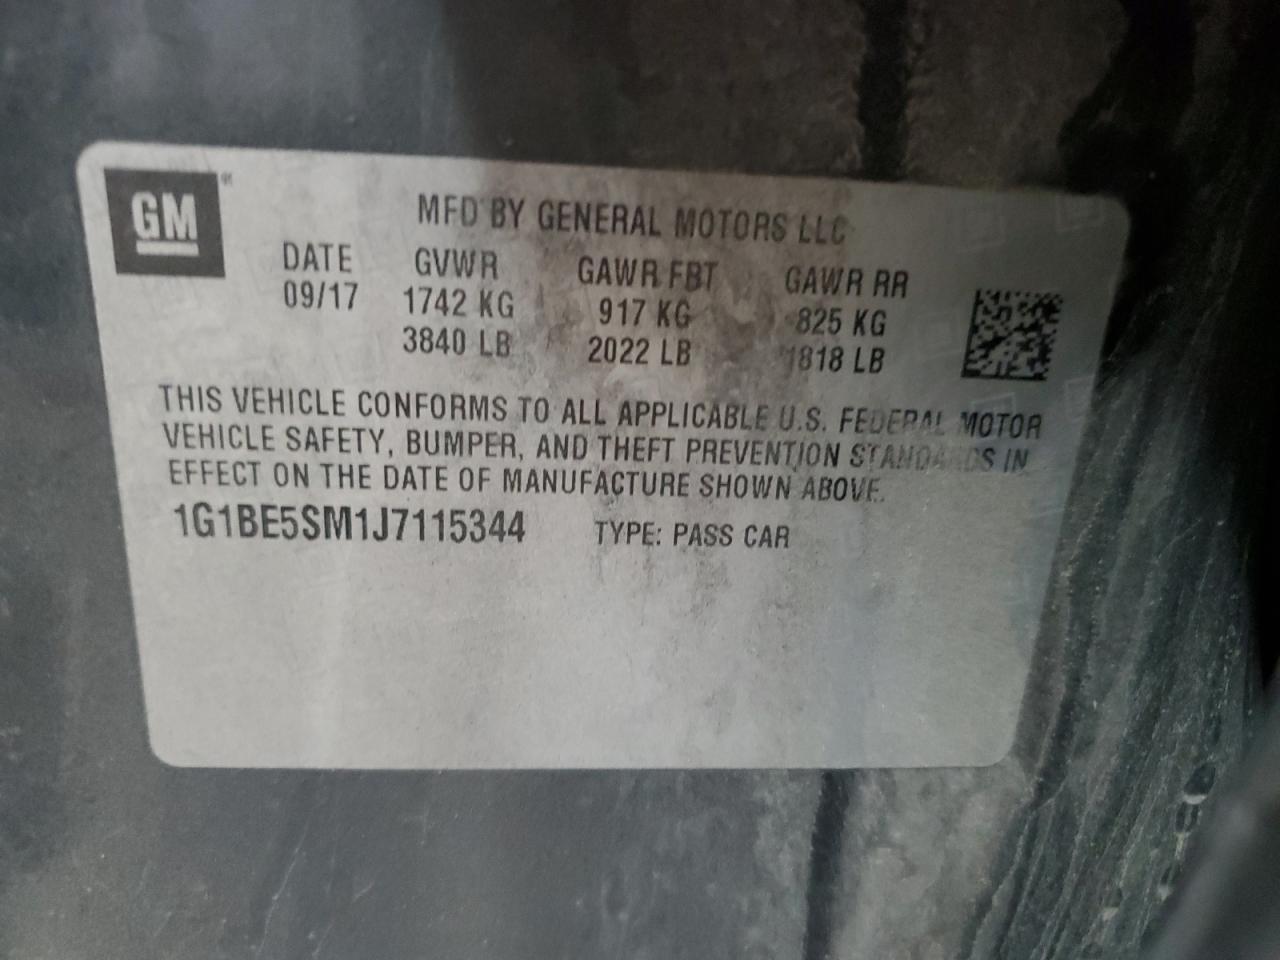 GM
MFD BY GENERAL MOTORS LLC
DATE GVWR GAWR FRT GAWR RR
09/17 1742 KG 917 KG 825 KG
3840 LB 2022 LB 1818 LB
THIS VEHICLE CONFORMS TO ALL APPLICABLE U.S. FEDERAL MOTOR
VEHICLE SAFETY, BUMPER, AND THEFT PREVENTION STANDARDS IN
EFFECT ON THE DATE OF MANUFACTURE SHOWN ABOVE.
1G1BE5SM1J7115344 TYPE: PASS CAR